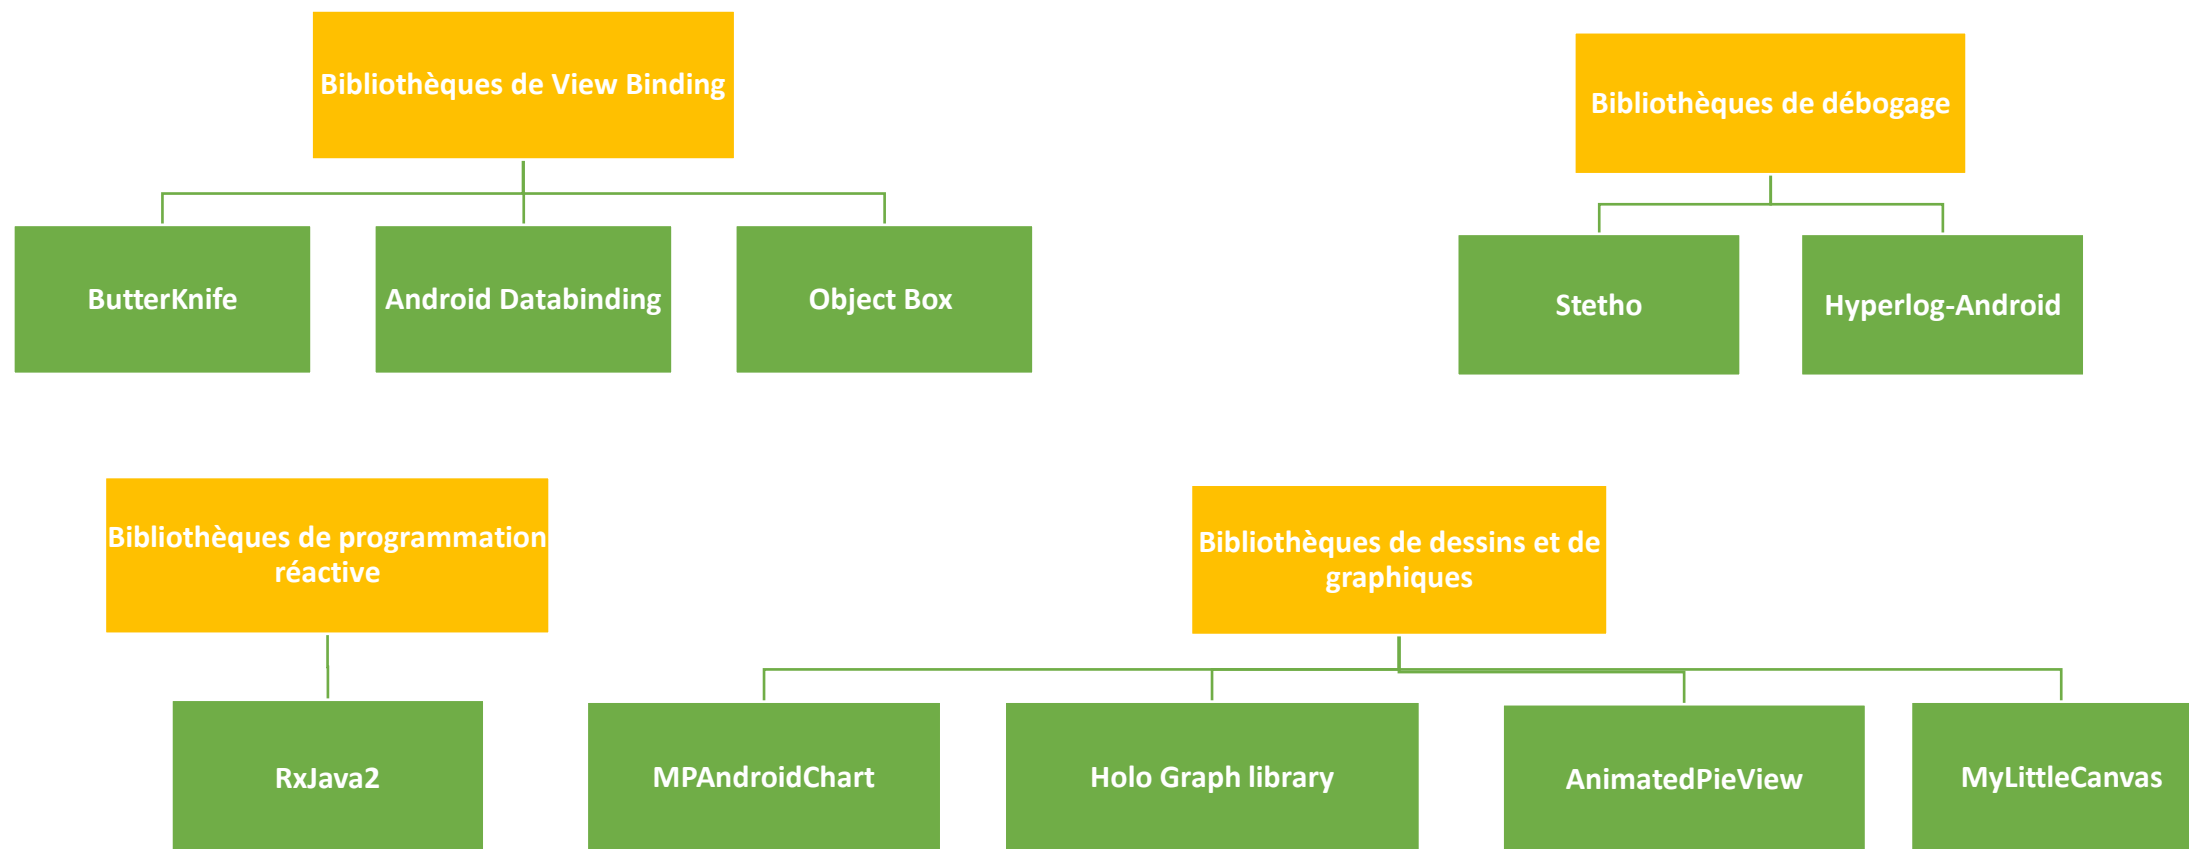 Bibliothèques de View Binding
ButterKnife
Android Databinding
Object Box
Bibliothèques de débogage
Stetho
Hyperlog-Android
Bibliothèques de programmation
réactive
RxJava2
Bibliothèques de dessins et de
graphiques
MPAndroidChart
Holo Graph library
AnimatedPieView
MyLittleCanvas